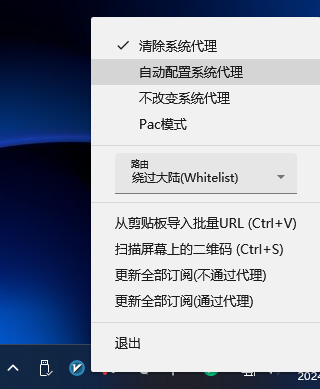 清除系统代理
自动配置系统代理
不改变系统代理
Pac模式
路由
绕过大陆(Whitelist)
从剪贴板导入批量URL (Ctrl+V)
扫描屏幕上的二维码 (Ctrl+S)
更新全部订阅(不通过代理)
更新全部订阅(通过代理)
退出
2024